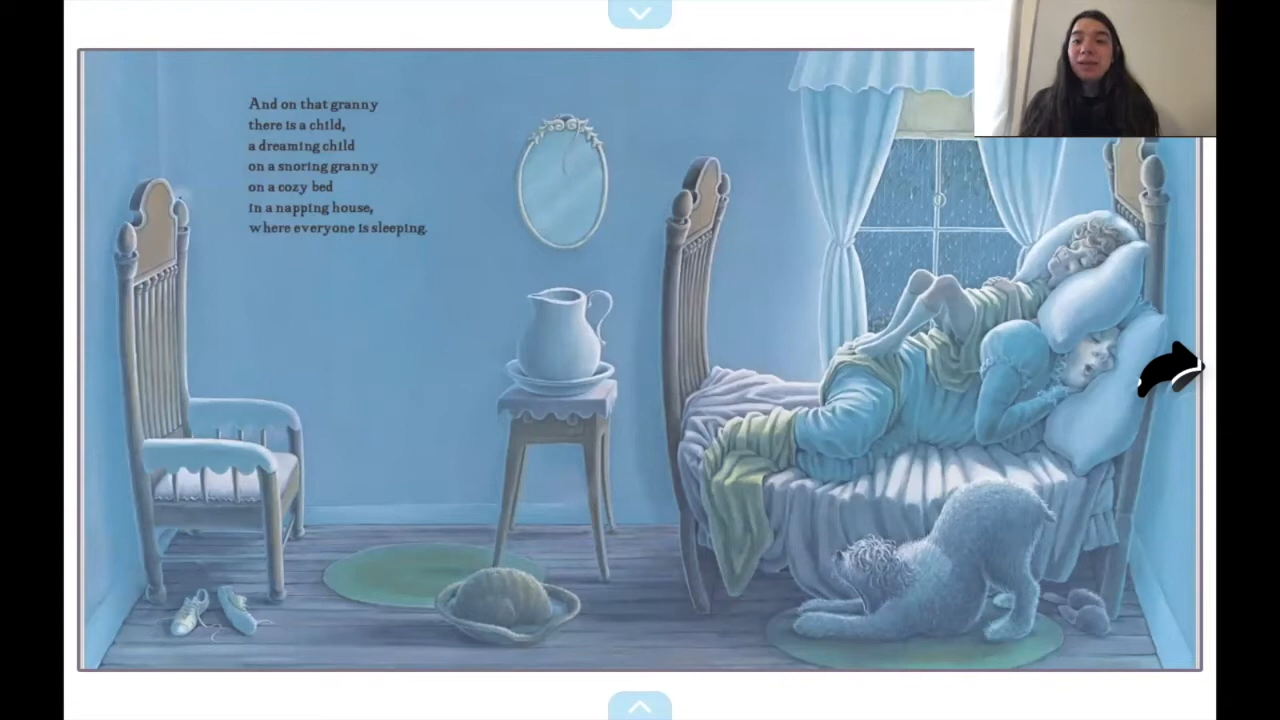 And on that granny
there is a child,
a dreaming child
on a snoring granny
on a cozy bed
in a napping house,
where everyone is sleeping.